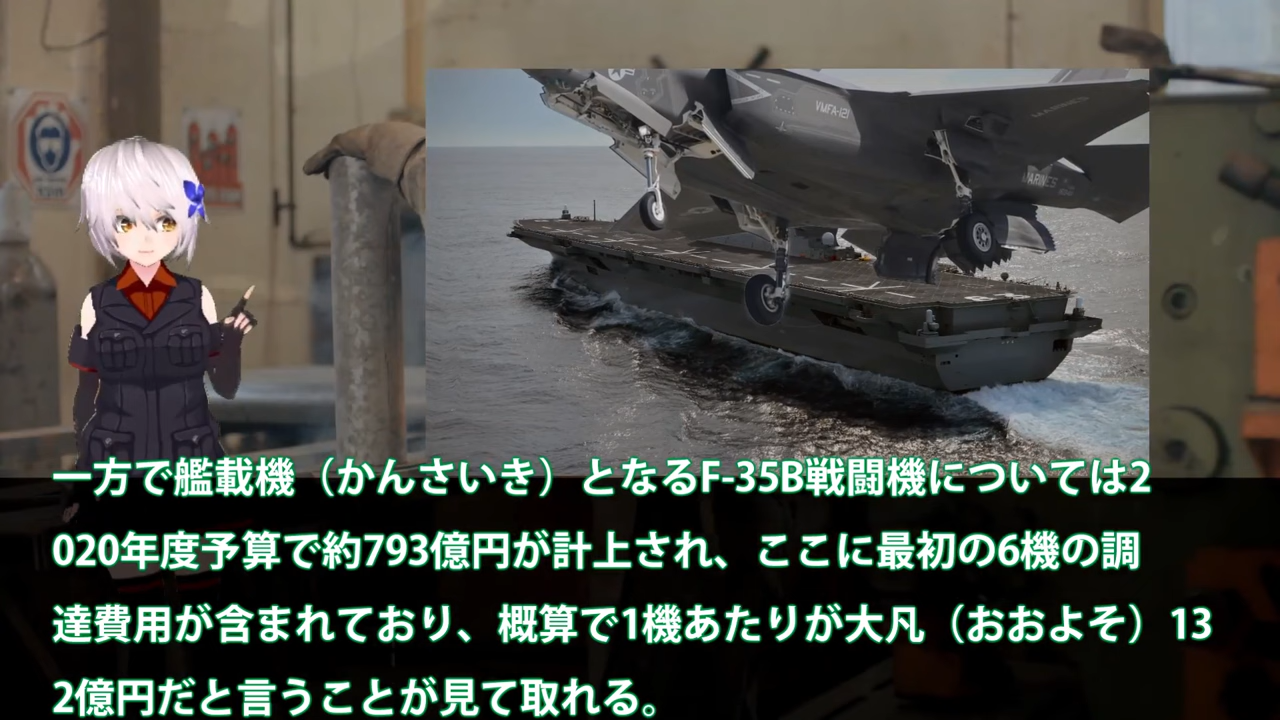 VMFA-121
MARINES
MARINES
一方で艦載機（かんさいき）となるF-35B戦闘機については2
020年度予算で約793億円が計上され、ここに最初の6機の調
達費用が含まれており、概算で1機あたりが大凡（おおよそ）13
2億円だと言うことが見て取れる。